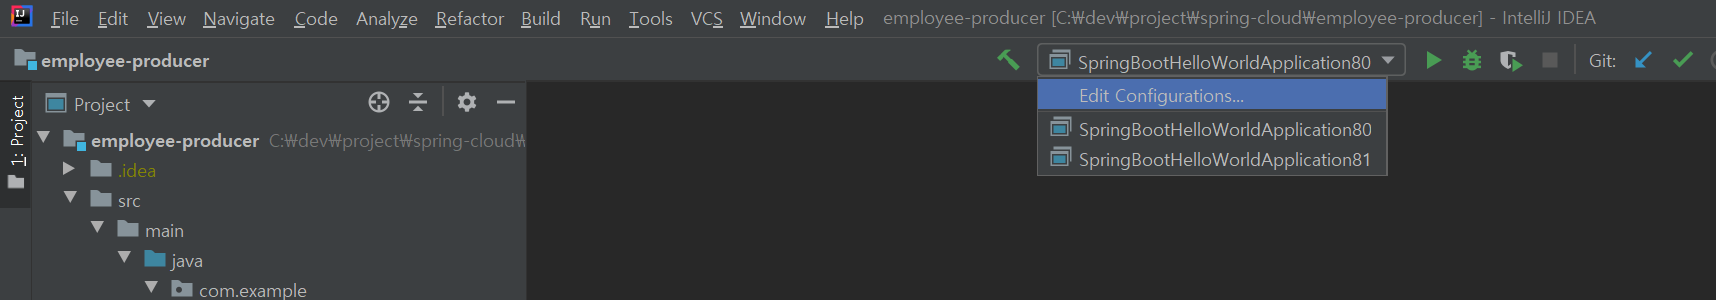 File Edit View Navigate Code Analyze Refactor Build Run Tools VCS Window Help employee-producer [C:₩dev₩project₩spring-cloud₩employee-producer] - IntelliJ IDEA
employee-producer SpringBootHelloWorldApplication80 Git:
Edit Configurations...
SpringBootHelloWorldApplication80
SpringBootHelloWorldApplication81
1: Project
Project
employee-producer C:₩dev₩project₩spring-cloud₩
.idea
src
main
java
com.example